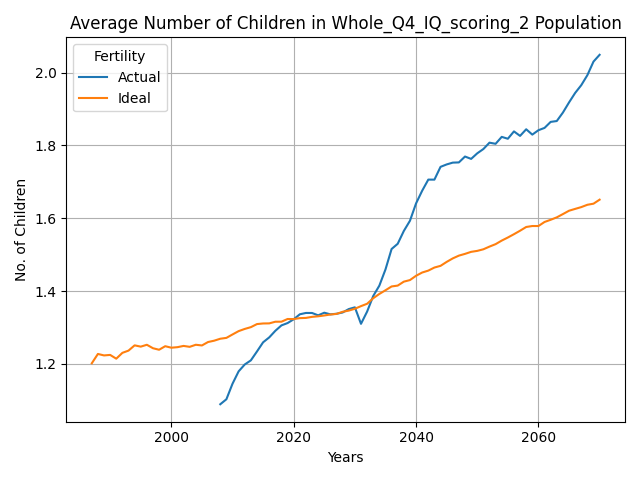 Average Number of Children in Whole_Q4_IQ_scoring_2 Population
Fertility
Actual
Ideal
No. of Children
2.0
1.8
1.6
1.4
1.2
2000
2020
2040
2060
Years